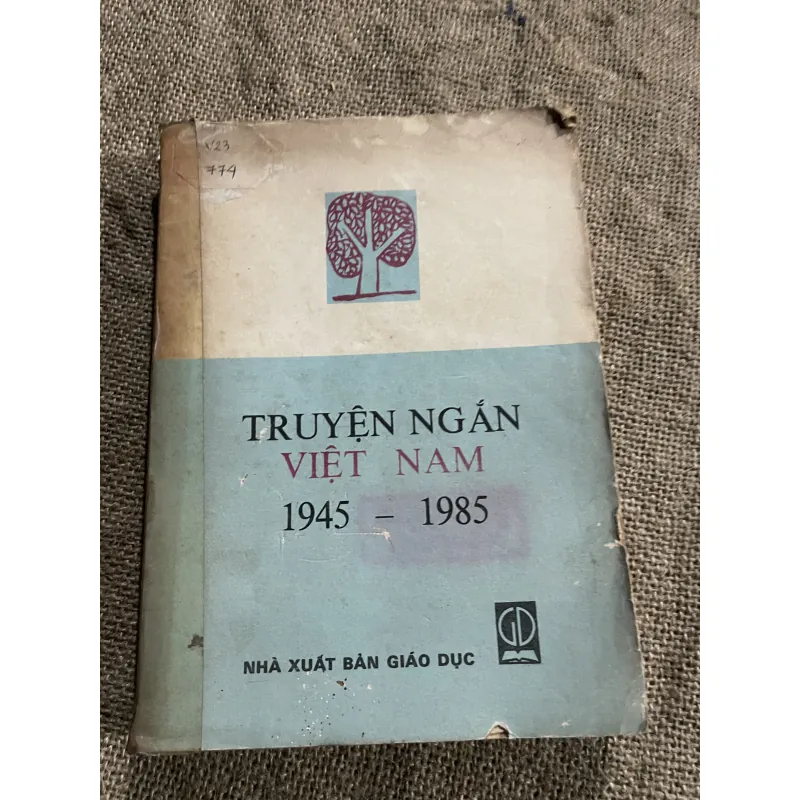 V23
774
TRUYỆN NGẮN
VIỆT NAM
1945 – 1985
GD
NHÀ XUẤT BẢN GIÁO DỤC